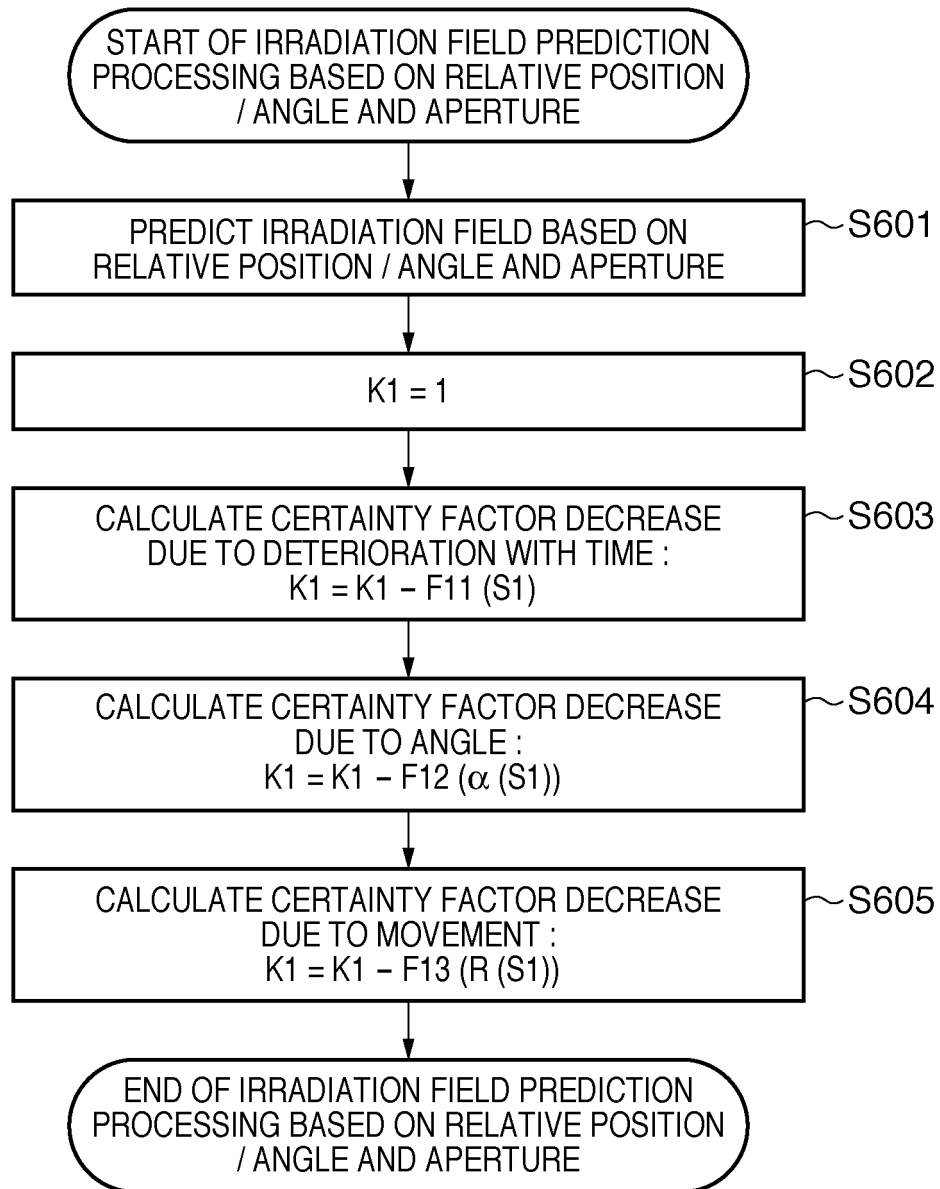 START OF IRRADIATION FIELD PREDICTION
PROCESSING BASED ON RELATIVE POSITION
/ ANGLE AND APERTURE
PREDICT IRRADIATION FIELD BASED ON
RELATIVE POSITION / ANGLE AND APERTURE
S601
K1 = 1
S602
CALCULATE CERTAINTY FACTOR DECREASE
DUE TO DETERIORATION WITH TIME :
K1 = K1 − F11 (S1)
S603
CALCULATE CERTAINTY FACTOR DECREASE
DUE TO ANGLE :
K1 = K1 − F12 (α (S1))
S604
CALCULATE CERTAINTY FACTOR DECREASE
DUE TO MOVEMENT :
K1 = K1 − F13 (R (S1))
S605
END OF IRRADIATION FIELD PREDICTION
PROCESSING BASED ON RELATIVE POSITION
/ ANGLE AND APERTURE